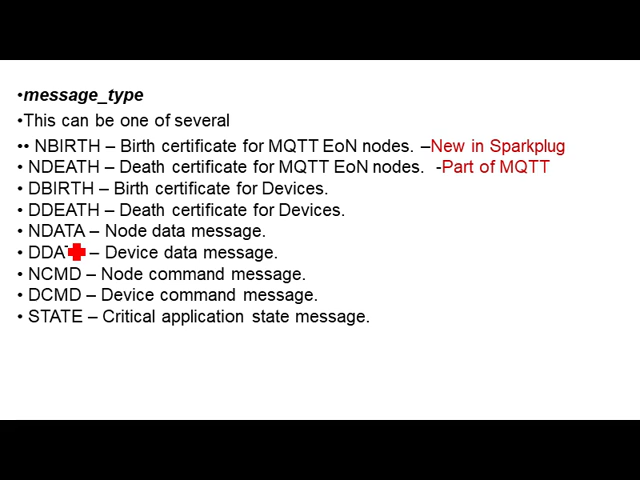 •message_type
•This can be one of several
•• NBIRTH – Birth certificate for MQTT EoN nodes. –New in Sparkplug
• NDEATH – Death certificate for MQTT EoN nodes. -Part of MQTT
• DBIRTH – Birth certificate for Devices.
• DDEATH – Death certificate for Devices.
• NDATA – Node data message.
• – Device data message.
• NCMD – Node command message.
• DCMD – Device command message.
• STATE – Critical application state message.